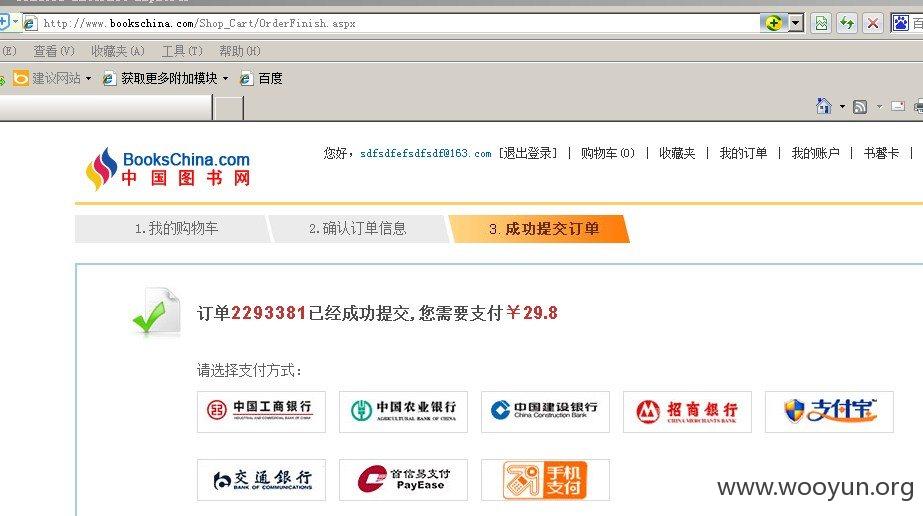 http://www.bookschina.com/Shop_Cart/OrderFinish.aspx
百
(E) 查看(V) 收藏夹(A) 工具(T) 帮助(H)
建议网站 获取更多附加模块 百度
BooksChina.com
中国图书网
您好，sdfsdfefsdfsdf@163.com [退出登录] | 购物车(0) | 收藏夹 | 我的订单 | 我的账户 | 书馨卡 |
1.我的购物车 2.确认订单信息 3.成功提交订单
订单2293381已经成功提交,您需要支付￥29.8
请选择支付方式:
中国工商银行 中国农业银行 中国建设银行 招商银行 支付宝
INDUSTRIAL AND COMMERCIAL BANK OF CHINA AGRICULTURAL BANK OF CHINA China Construction Bank CHINA MERCHANTS BANK
交通银行 首信易支付 手机
BANK OF COMMUNICATIONS PayEase 支付
www.wooyun.org